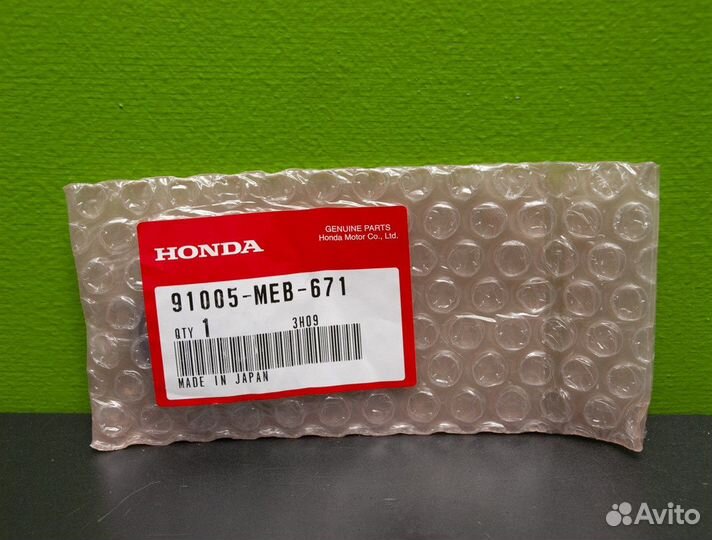 HONDA
GENUINE PARTS
Honda Motor Co., Ltd.
91005-MEB-671
QTY 1 3H09
MADE IN JAPAN
Avito